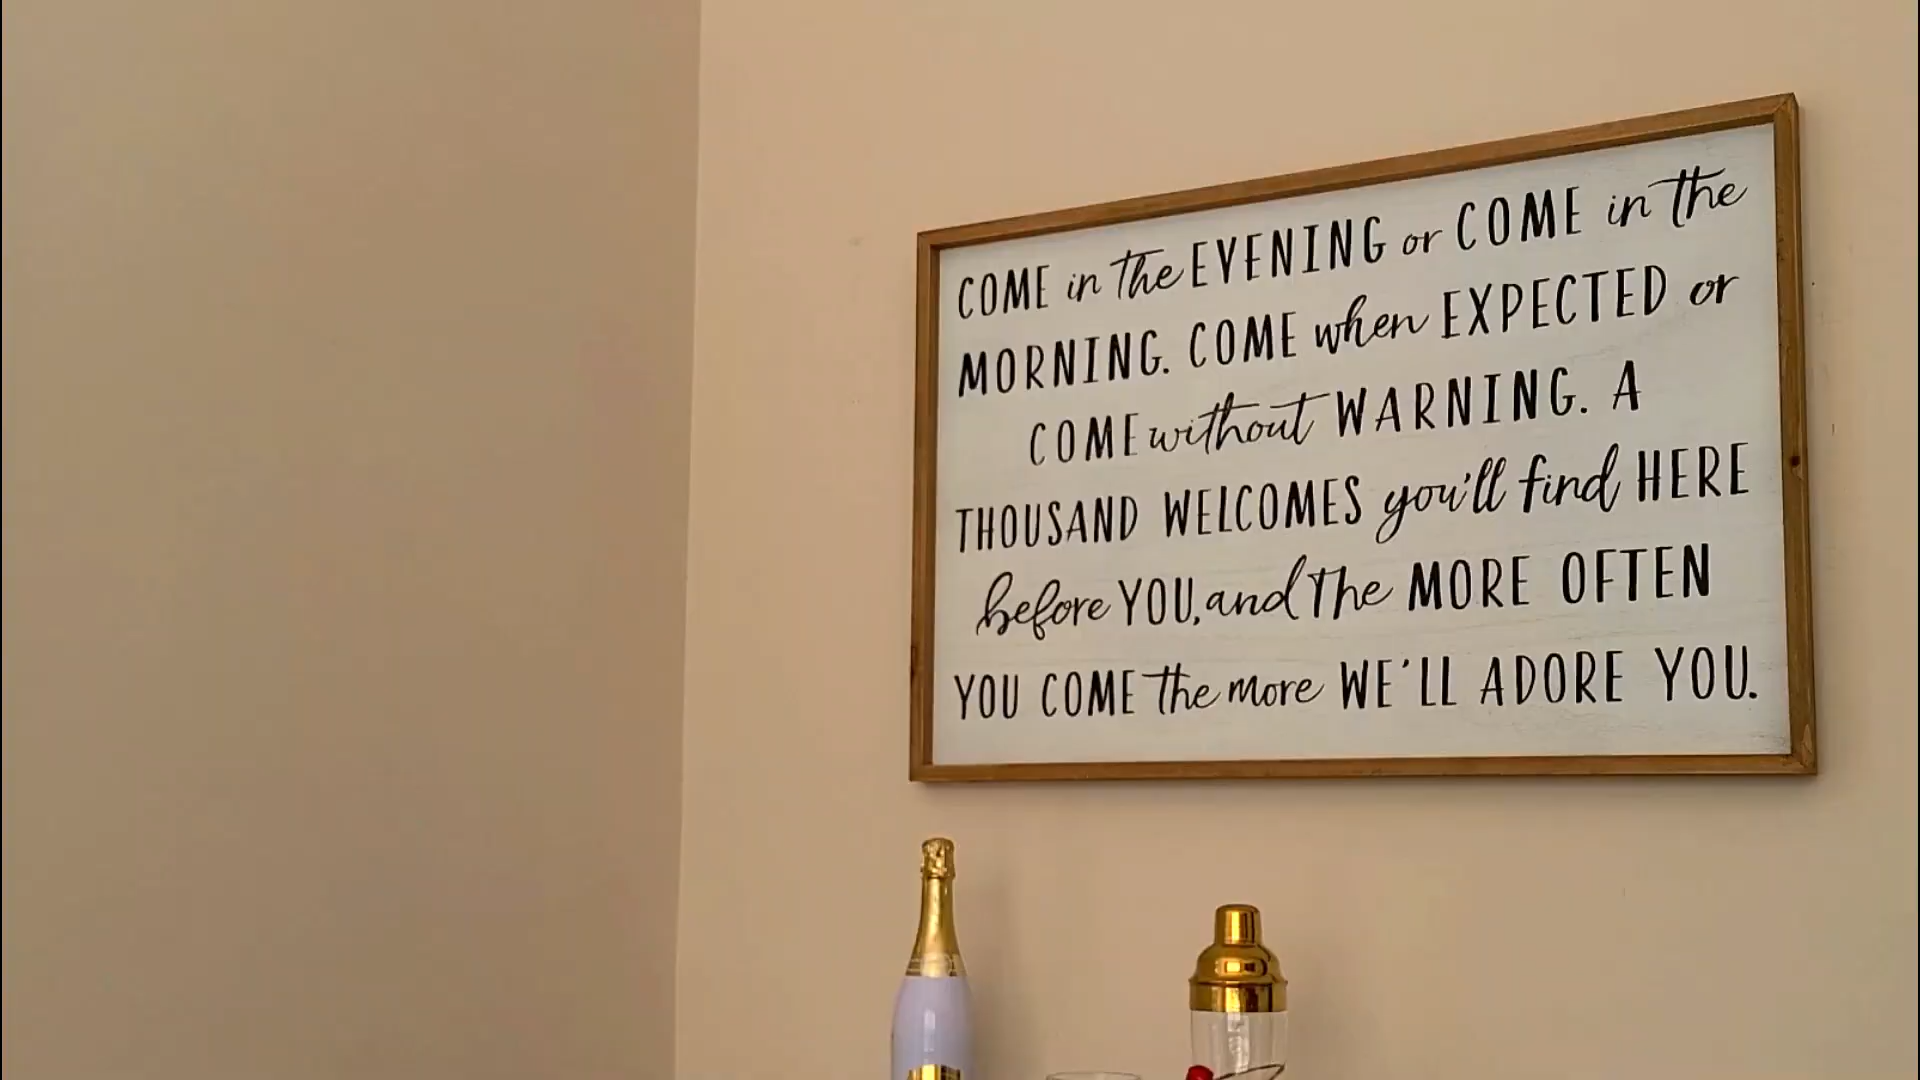 COME in the EVENING or COME in the
MORNING. COME when EXPECTED or
COME without WARNING. A
THOUSAND WELCOMES you'll find HERE
before YOU, and the MORE OFTEN
YOU COME the more WE'LL ADORE YOU.